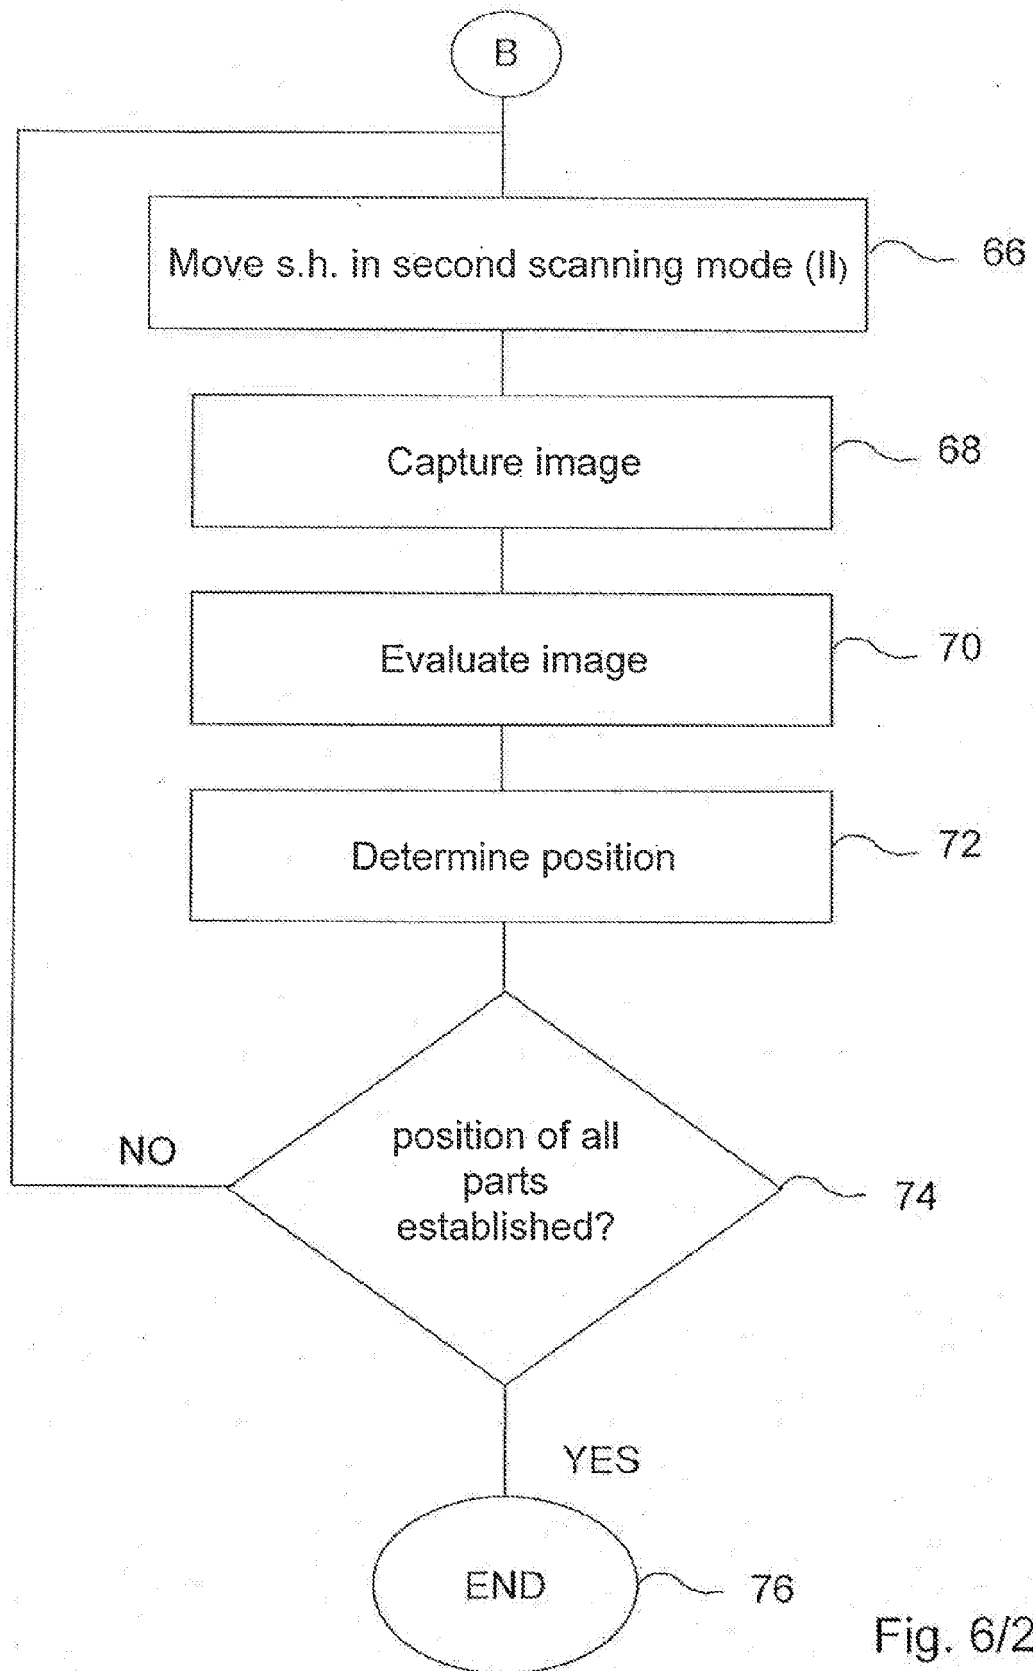 B
Move s.h. in second scanning mode (II)
66
Capture image
68
Evaluate image
70
Determine position
72
position of all
parts
established?
NO
74
YES
END
76
Fig. 6/2